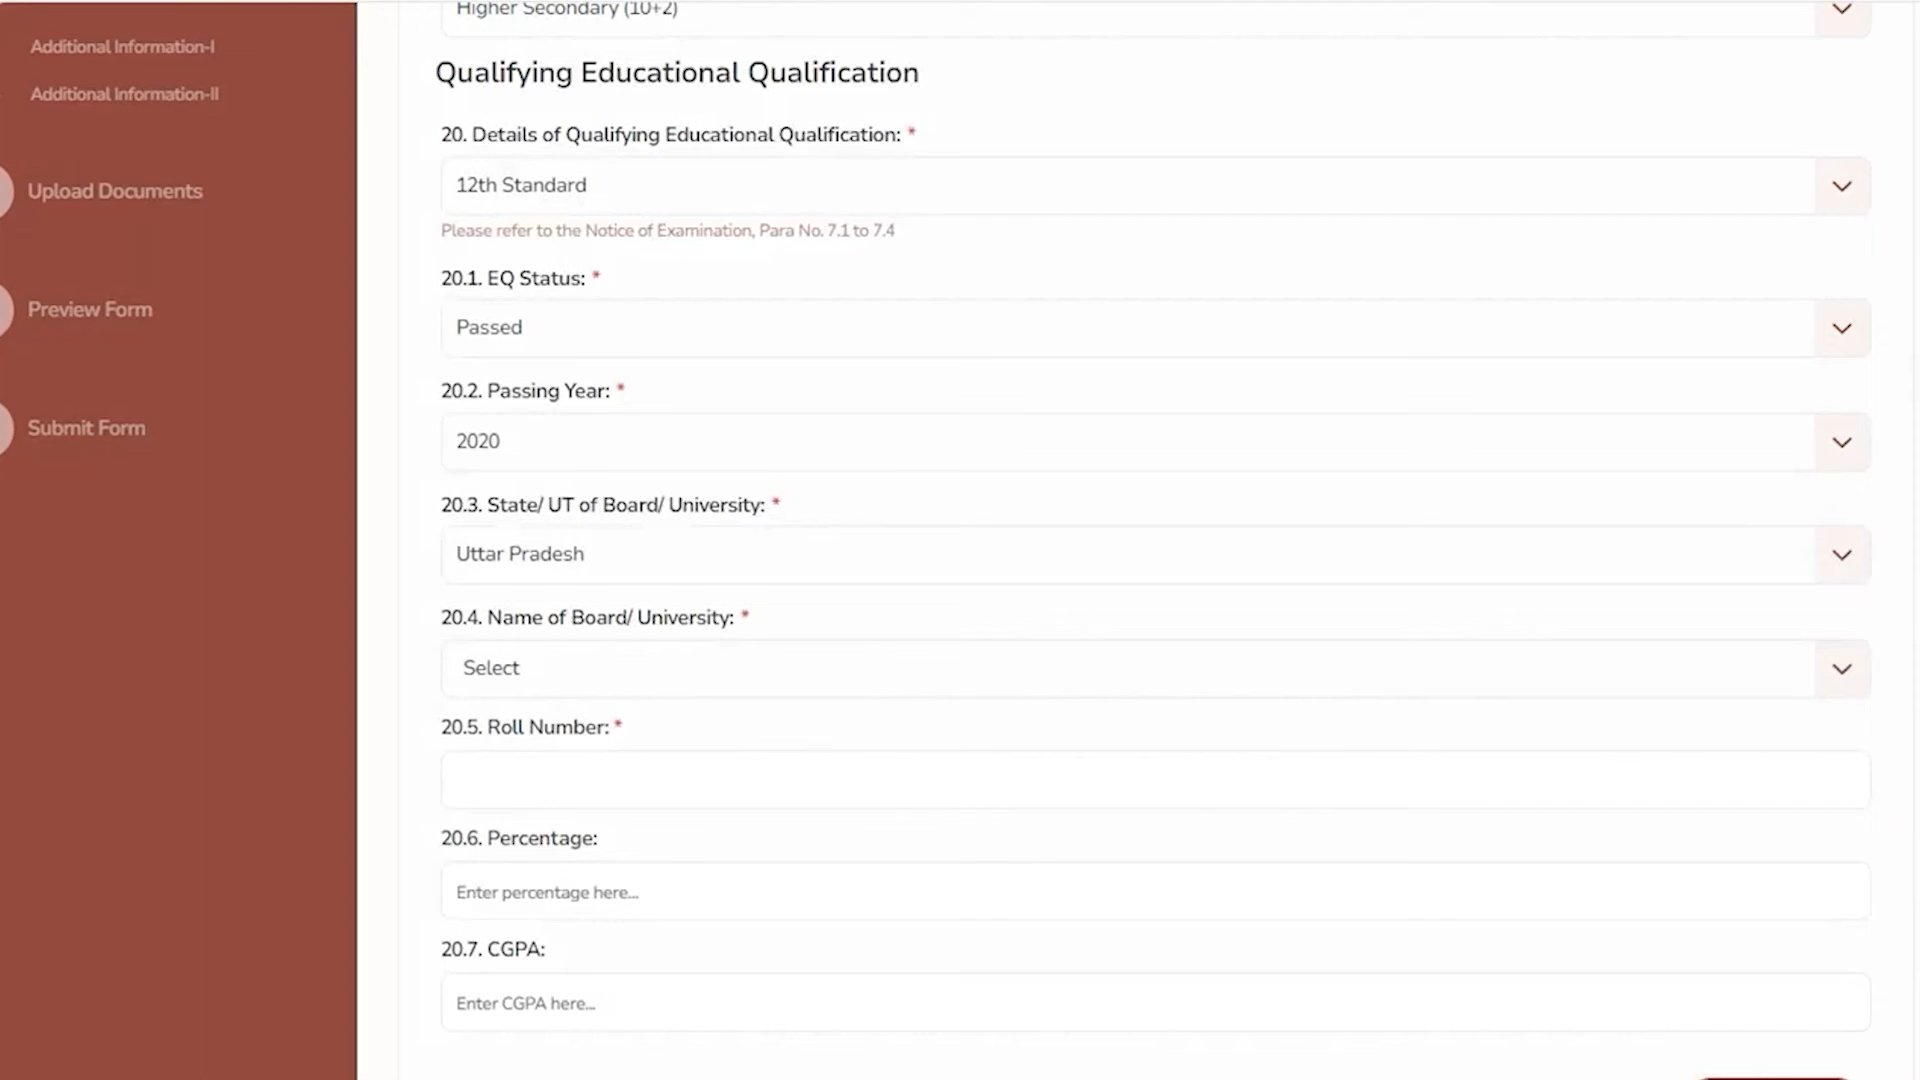 Additional Information-I
Additional Information-II
Upload Documents
Preview Form
Submit Form
Higher Secondary (10+2)
Qualifying Educational Qualification
20. Details of Qualifying Educational Qualification: *
12th Standard
Please refer to the Notice of Examination, Para No. 7.1 to 7.4
20.1. EQ Status: *
Passed
20.2. Passing Year: *
2020
20.3. State/ UT of Board/ University: *
Uttar Pradesh
20.4. Name of Board/ University: *
Select
20.5. Roll Number: *
20.6. Percentage:
Enter percentage here...
20.7. CGPA:
Enter CGPA here...